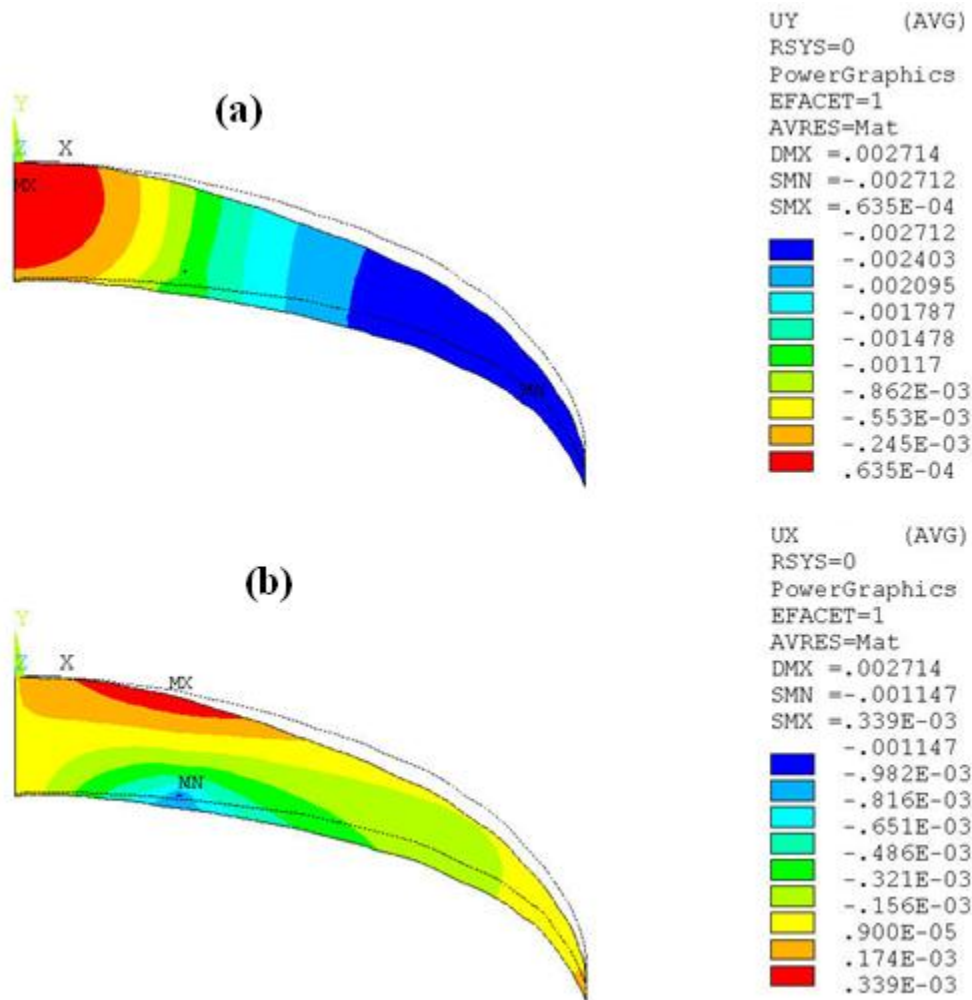 UY (AVG)
RSYS=0
PowerGraphics
EFACET=1
AVRES=Mat
DMX =.002714
SMN =-.002712
SMX =.635E-04
-.002712
-.002403
-.002095
-.001787
-.001478
-.00117
-.862E-03
-.553E-03
-.245E-03
.635E-04
(a)
Y
Z X
MX
MN
UX (AVG)
RSYS=0
PowerGraphics
EFACET=1
AVRES=Mat
DMX =.002714
SMN =-.001147
SMX =.339E-03
-.001147
-.982E-03
-.816E-03
-.651E-03
-.486E-03
-.321E-03
-.156E-03
.900E-05
.174E-03
.339E-03
(b)
Y
Z X
MX
MN